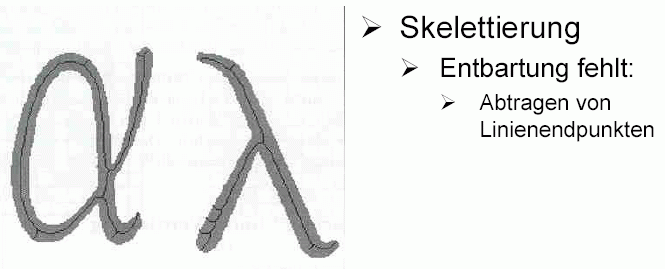 α λ
Skelettierung
Entbartung fehlt:
Abtragen von
Linienendpunkten